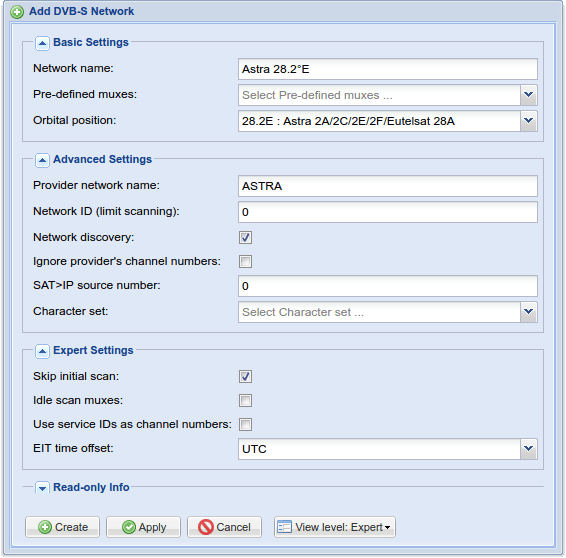 Add DVB-S Network
Basic Settings
Network name: Astra 28.2°E
Pre-defined muxes: Select Pre-defined muxes ...
Orbital position: 28.2E : Astra 2A/2C/2E/2F/Eutelsat 28A
Advanced Settings
Provider network name: ASTRA
Network ID (limit scanning): 0
Network discovery:
Ignore provider's channel numbers:
SAT>IP source number: 0
Character set: Select Character set ...
Expert Settings
Skip initial scan:
Idle scan muxes:
Use service IDs as channel numbers:
EIT time offset: UTC
Read-only Info
Create Apply Cancel View level: Expert